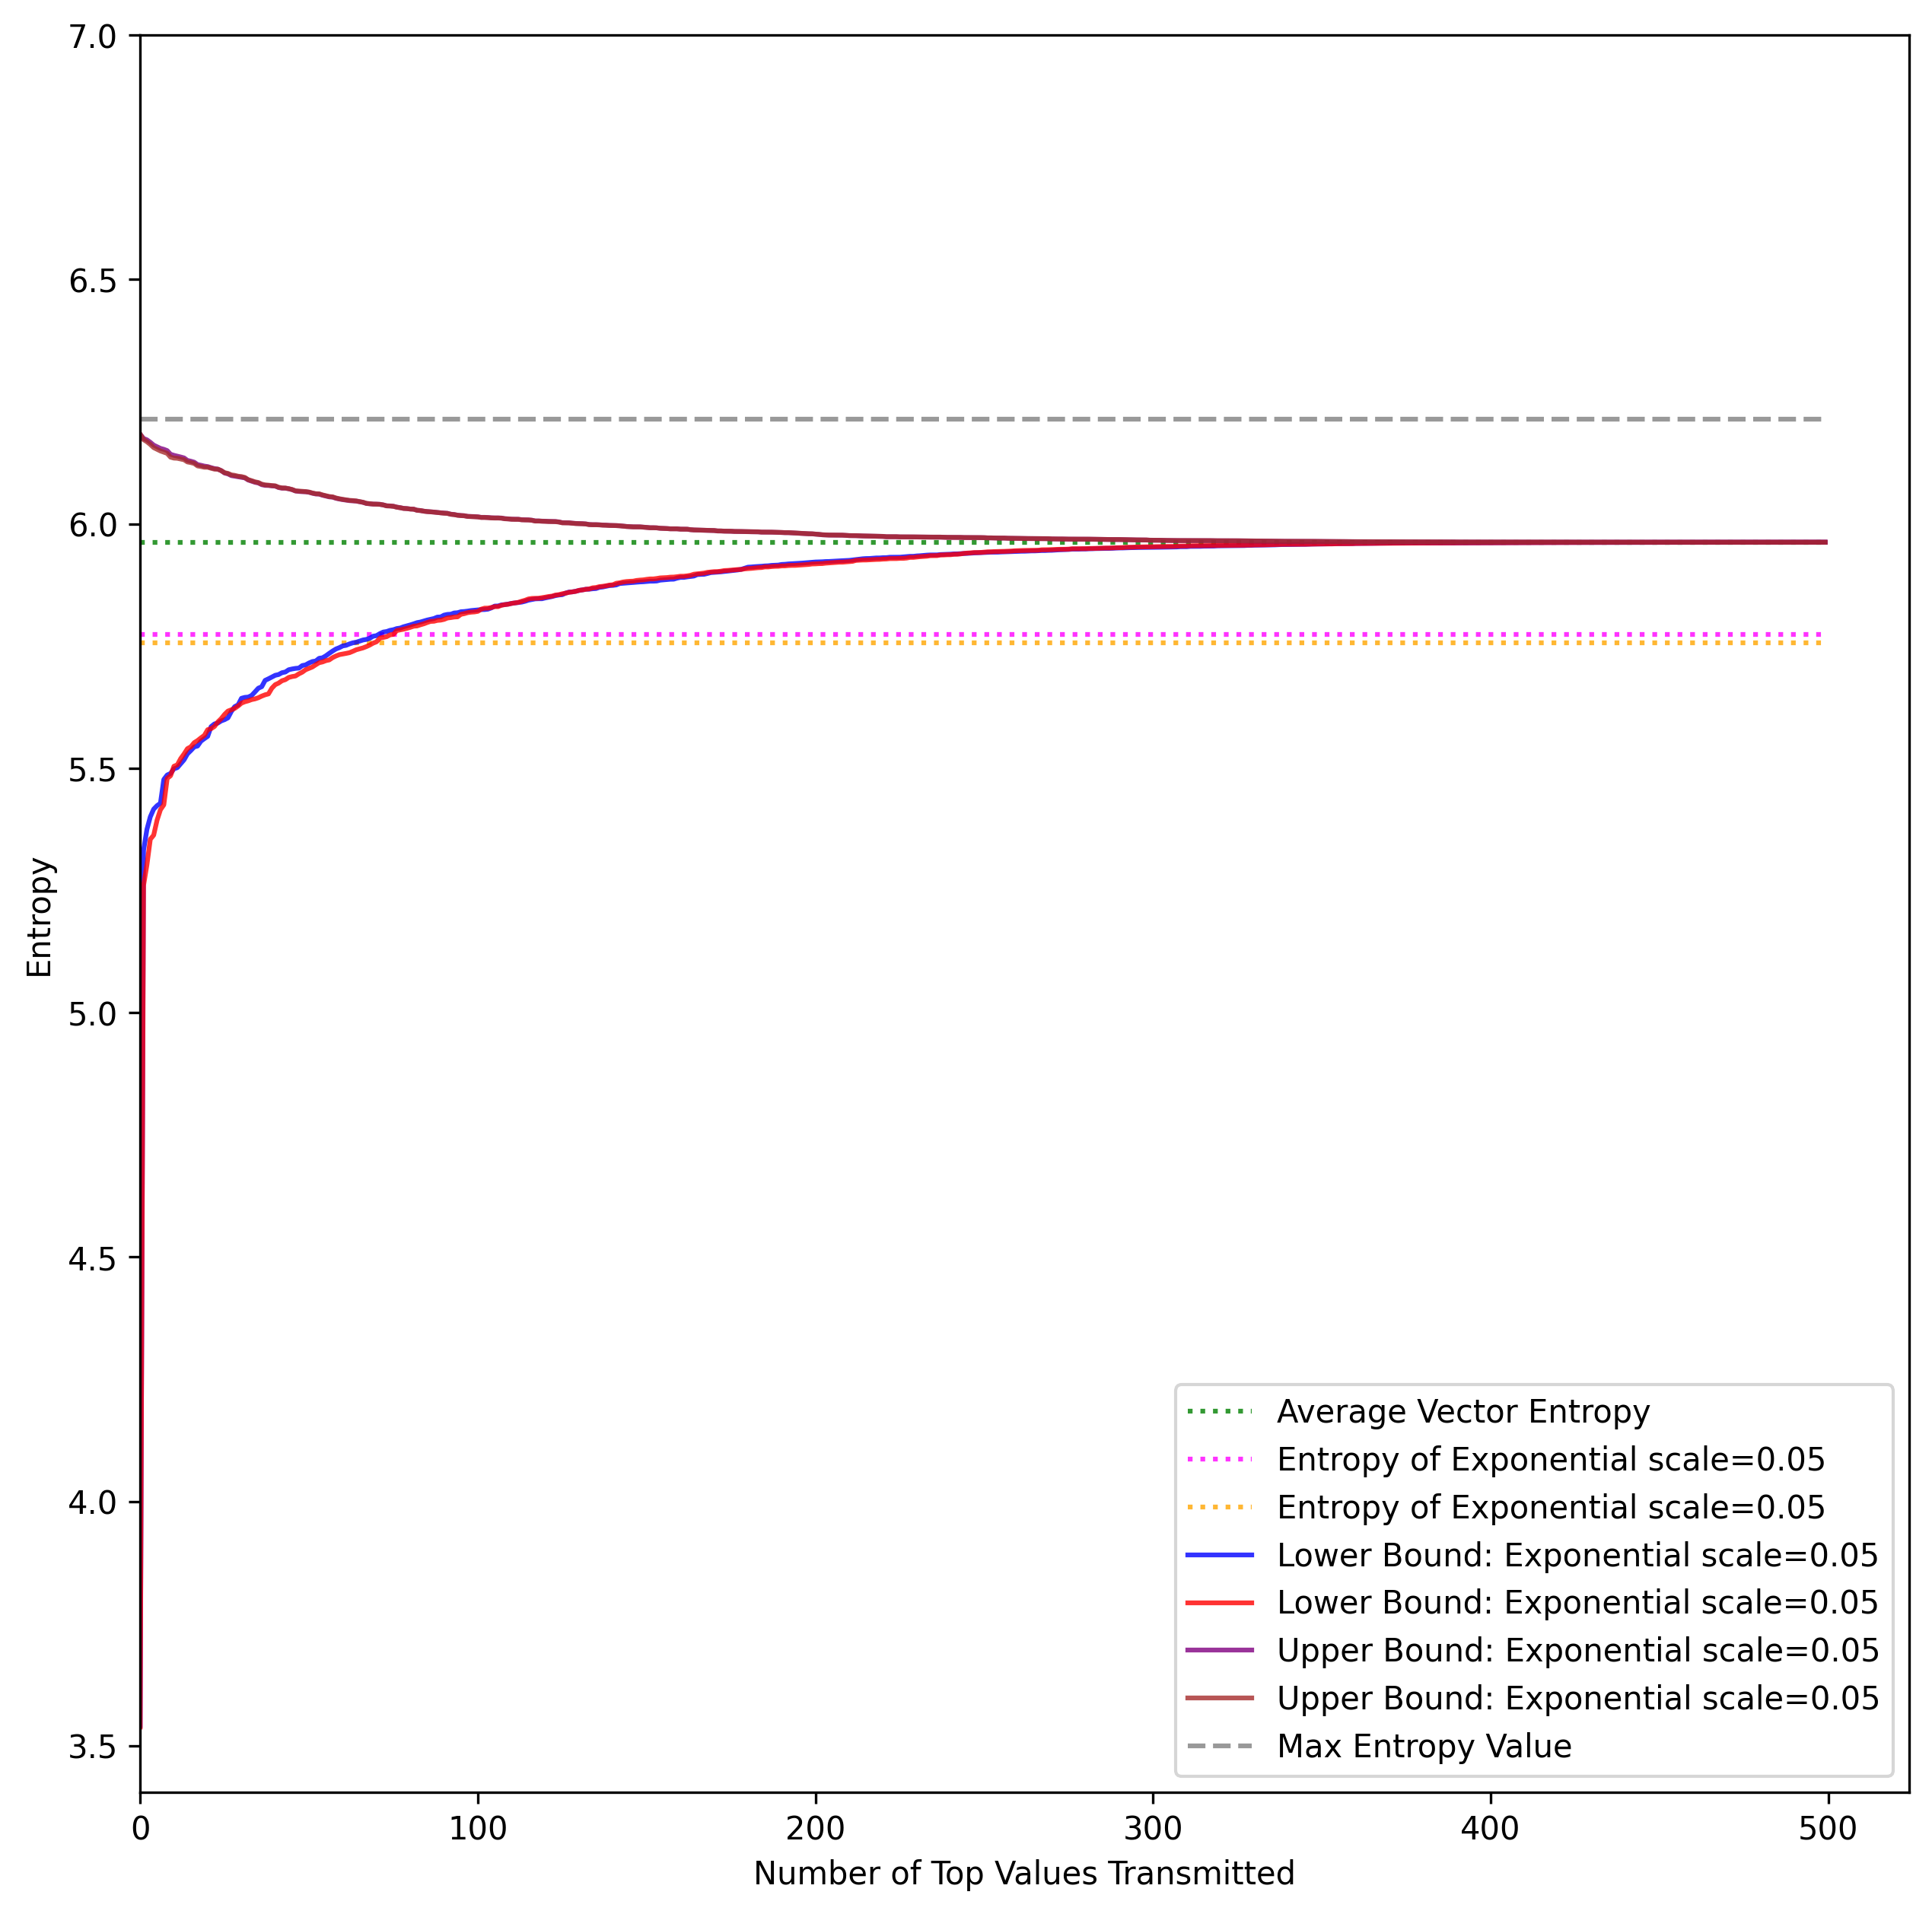 7.0
6.5
6.0
5.5
5.0
4.5
4.0
3.5
Entropy
0
100
200
300
400
500
Number of Top Values Transmitted
Average Vector Entropy
Entropy of Exponential scale=0.05
Entropy of Exponential scale=0.05
Lower Bound: Exponential scale=0.05
Lower Bound: Exponential scale=0.05
Upper Bound: Exponential scale=0.05
Upper Bound: Exponential scale=0.05
Max Entropy Value